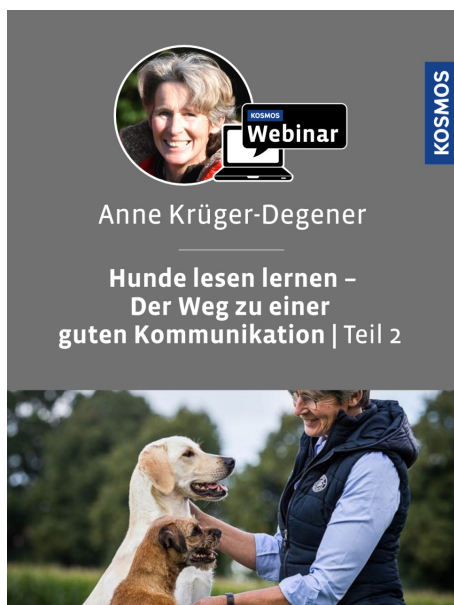 KOSMOS
Webinar
KOSMOS
Anne Krüger-Degener
Hunde lesen lernen –
Der Weg zu einer
guten Kommunikation | Teil 2